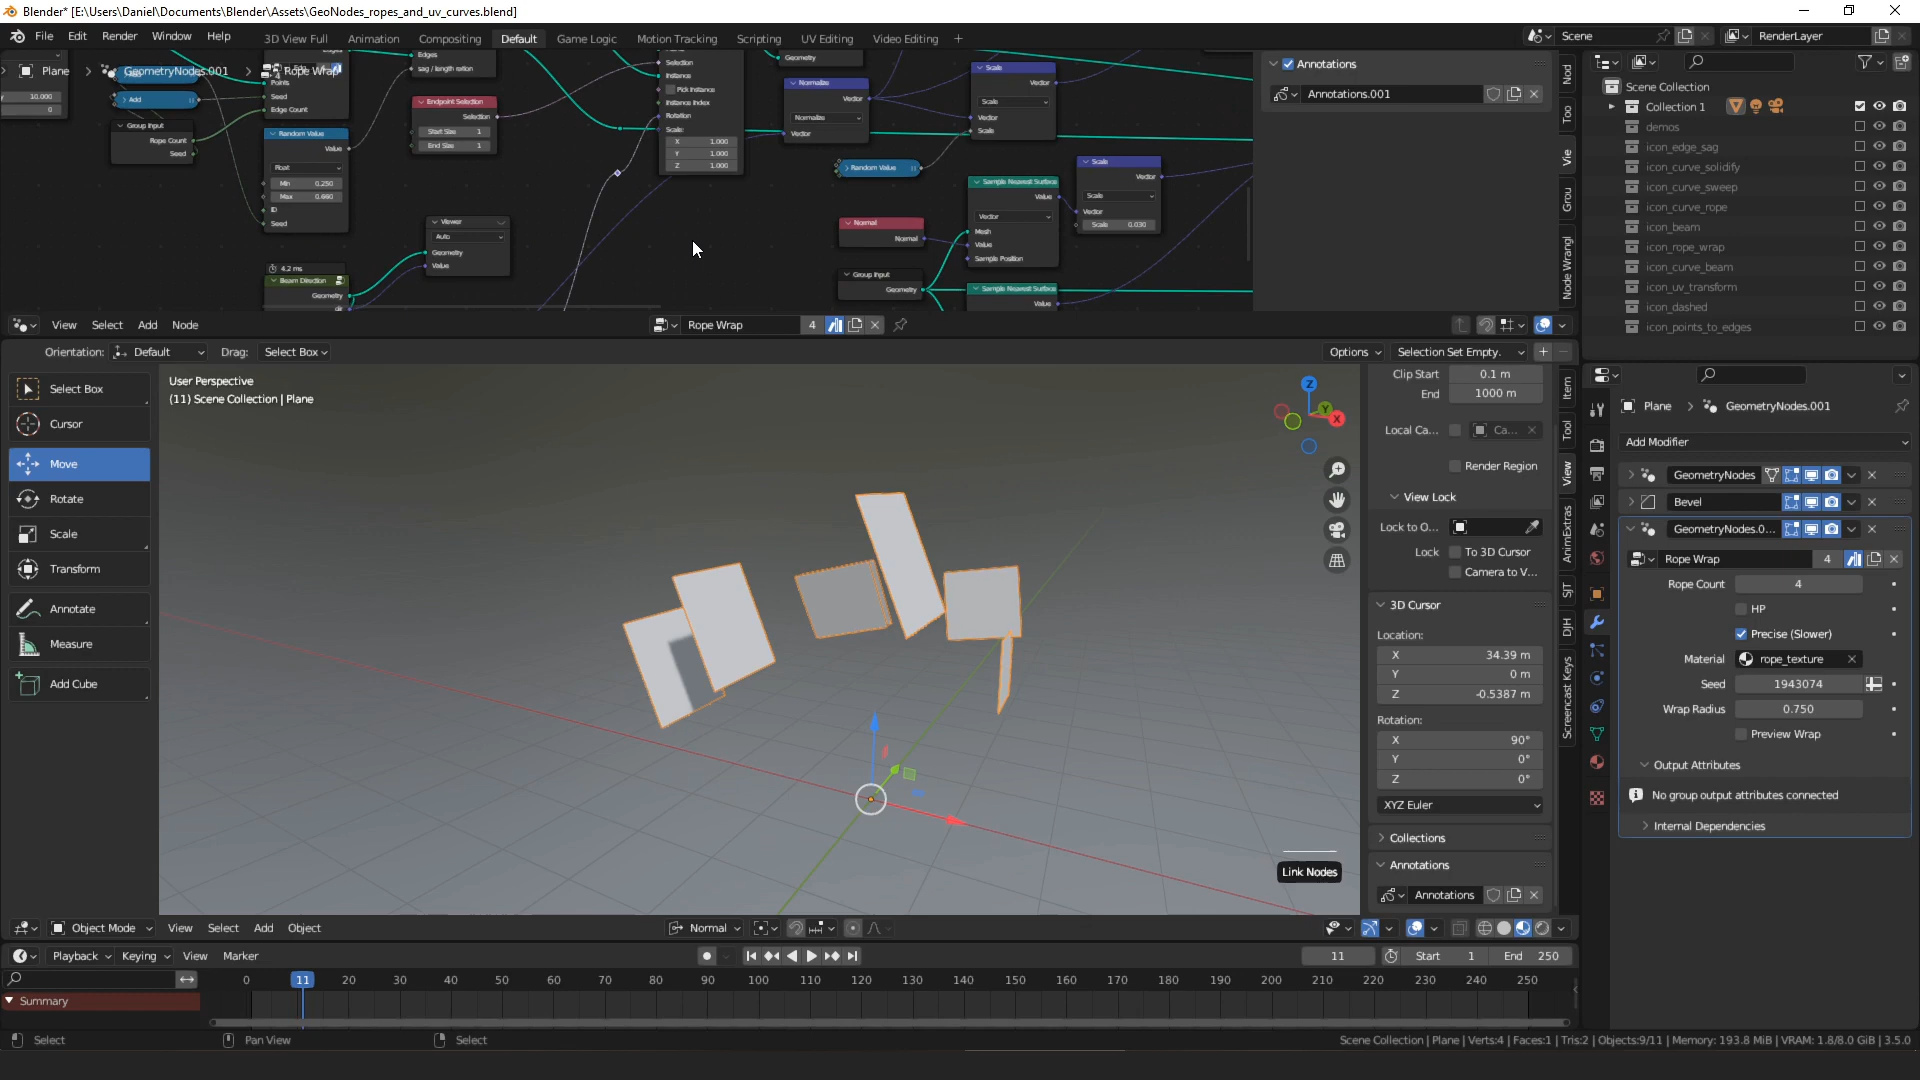 Blender* [E:\Users\Daniel\Documents\Blender\Assets\GeoNodes_ropes_and_uv_curves.blend]
File Edit Render Window Help
3D View Full Animation Compositing Default Game Logic Motion Tracking Scripting UV Editing Video Editing +
Scene
RenderLayer
Plane GeometryNodes.001 Rope Wrap
10.000
0
Add
Group Input
Rope Count
Seed
Points
Seed
Edge Count
Random Value
Value
Float
Min 0.250
Max 0.660
ID
Seed
4.2 ms
Beam Direction
Geometry
Edges
sag / length ration
Endpoint Selection
Selection
Start Size 1
End Size 1
Viewer
Auto
Geometry
Value
Selection
Instance
Pick Instance
Instance Index
Rotation
Scale:
X 1.000
Y 1.000
Z 1.000
Geometry
Normalize
Vector
Normalize
Vector
Random Value
Normal
Normal
Group Input
Geometry
Scale
Vector
Scale
Vector
Scale
Sample Nearest Surface
Value
Vector
Mesh
Value
Sample Position
Sample Nearest Surface
Value
Scale
Vector
Scale
Vector
Scale 0.030
Annotations
Annotations.001
Nod
Too
Vie
Grou
Node Wrangl
View Select Add Node
Rope Wrap 4
Scene Collection
Collection 1
demos
icon_edge_sag
icon_curve_solidify
icon_curve_sweep
icon_curve_rope
icon_beam
icon_rope_wrap
icon_curve_beam
icon_uv_transform
icon_dashed
icon_points_to_edges
Orientation: Default Drag: Select Box
Options Selection Set Empty. + −
Select Box
Cursor
Move
Rotate
Scale
Transform
Annotate
Measure
Add Cube
User Perspective
(11) Scene Collection | Plane
Z
Y
X
Link Nodes
Clip Start 0.1 m
End 1000 m
Local Ca... Ca...
Render Region
View Lock
Lock to O...
Lock To 3D Cursor
Camera to V...
3D Cursor
Location:
X 34.39 m
Y 0 m
Z -0.5387 m
Rotation:
X 90°
Y 0°
Z 0°
XYZ Euler
Collections
Annotations
Annotations
Item
Tool
View
AnimExtras
SJT
DJH
Screencast Keys
Plane GeometryNodes.001
Add Modifier
GeometryNodes
Bevel
GeometryNodes.0...
Rope Wrap 4
Rope Count 4
HP
Precise (Slower)
Material rope_texture
Seed 1943074
Wrap Radius 0.750
Preview Wrap
Output Attributes
No group output attributes connected
Internal Dependencies
Object Mode View Select Add Object
Normal
Playback Keying View Marker
11 Start 1 End 250
0 11 20 30 40 50 60 70 80 90 100 110 120 130 140 150 160 170 180 190 200 210 220 230 240 250
Summary
Select Pan View Select
Scene Collection | Plane | Verts:4 | Faces:1 | Tris:2 | Objects:9/11 | Memory: 193.8 MiB | VRAM: 1.8/8.0 GiB | 3.5.0